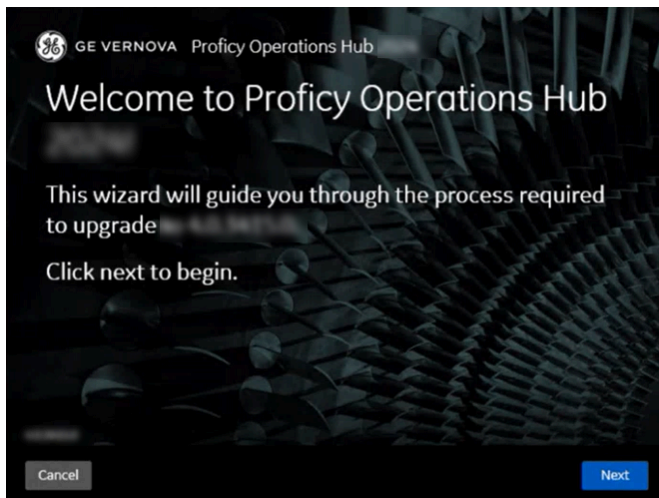 GE VERNOVA Proficy Operations Hub
Welcome to Proficy Operations Hub
This wizard will guide you through the process required
to upgrade
Click next to begin.
Cancel
Next